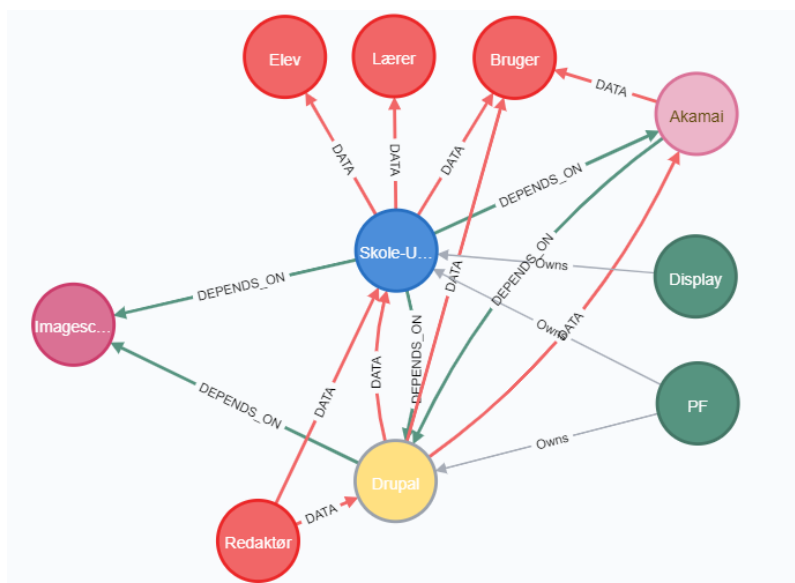 Elev
Lærer
Bruger
DATA
Akamai
DATA
DATA
DATA
DEPENDS_ON
Skole-U...
DEPENDS_ON
DATA
Owns
Display
DEPENDS_ON
Imagesc...
Owns
DATA
DEPENDS_ON
DATA
DATA
DEPENDS_ON
PF
Owns
Drupal
DATA
Redaktør